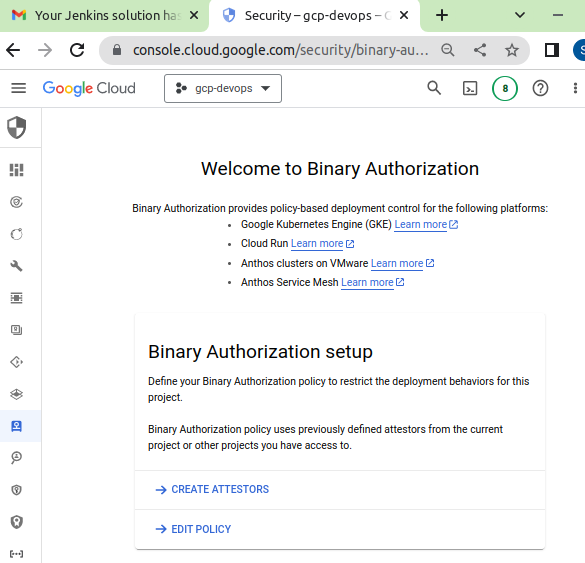 Your Jenkins solution has
Security – gcp-devops –
console.cloud.google.com/security/binary-au...
Google Cloud
gcp-devops
8
Welcome to Binary Authorization
Binary Authorization provides policy-based deployment control for the following platforms:
Google Kubernetes Engine (GKE) Learn more
Cloud Run Learn more
Anthos clusters on VMware Learn more
Anthos Service Mesh Learn more
Binary Authorization setup
Define your Binary Authorization policy to restrict the deployment behaviors for this
project.
Binary Authorization policy uses previously defined attestors from the current
project or other projects you have access to.
CREATE ATTESTORS
EDIT POLICY